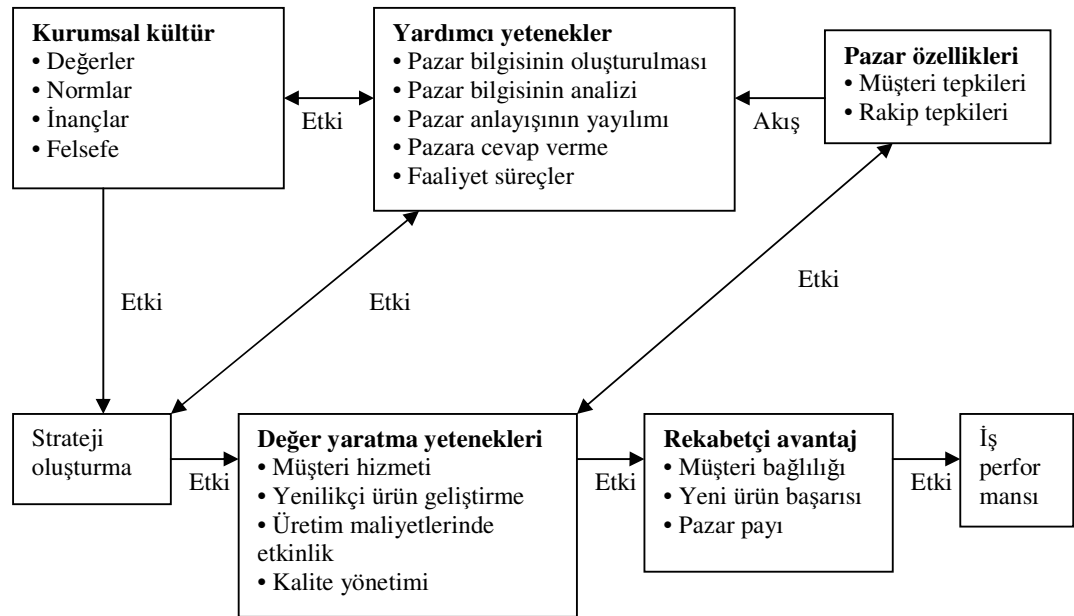 Kurumsal kültür
• Değerler
• Normlar
• İnançlar
• Felsefe
Etki
Yardımcı yetenekler
• Pazar bilgisinin oluşturulması
• Pazar bilgisinin analizi
• Pazar anlayışının yayılımı
• Pazara cevap verme
• Faaliyet süreçler
Akış
Pazar özellikleri
• Müşteri tepkileri
• Rakip tepkileri
Etki
Etki
Etki
Strateji
oluşturma
Etki
Değer yaratma yetenekleri
• Müşteri hizmeti
• Yenilikçi ürün geliştirme
• Üretim maliyetlerinde
etkinlik
• Kalite yönetimi
Etki
Rekabetçi avantaj
• Müşteri bağlılığı
• Yeni ürün başarısı
• Pazar payı
Etki
İş
perfor
mansı